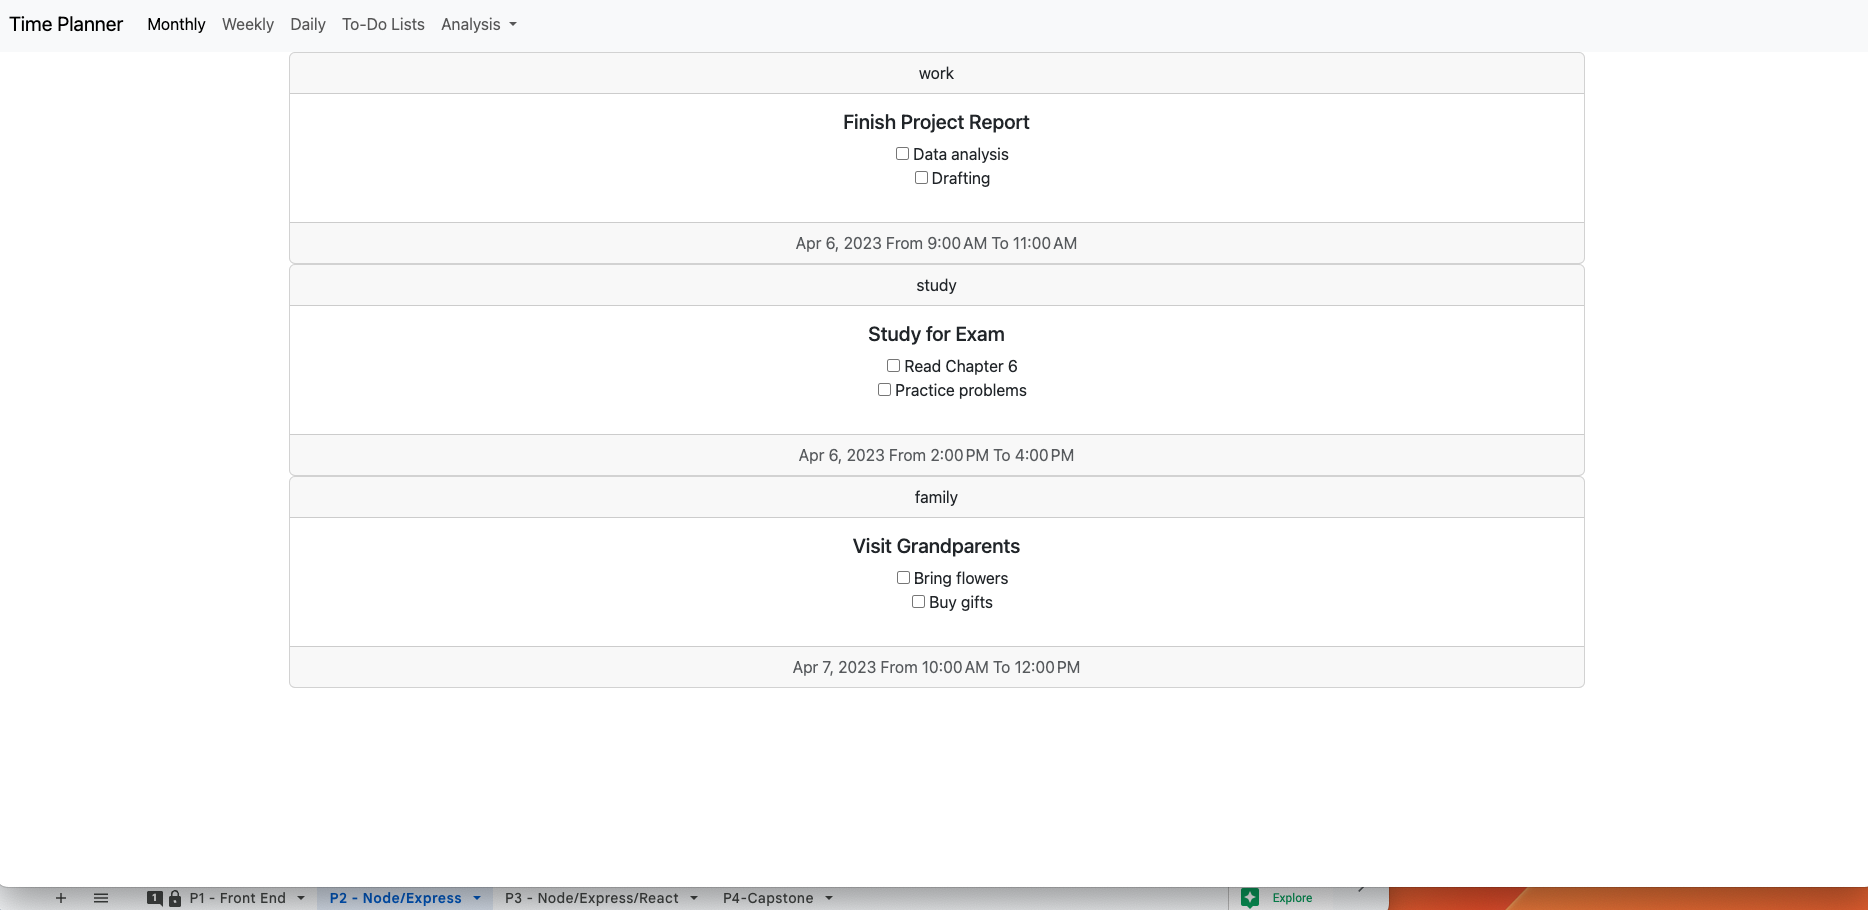 Time Planner Monthly Weekly Daily To-Do Lists Analysis
work
Finish Project Report
Data analysis
Drafting
Apr 6, 2023 From 9:00 AM To 11:00 AM
study
Study for Exam
Read Chapter 6
Practice problems
Apr 6, 2023 From 2:00 PM To 4:00 PM
family
Visit Grandparents
Bring flowers
Buy gifts
Apr 7, 2023 From 10:00 AM To 12:00 PM
1 P1 - Front End P2 - Node/Express P3 - Node/Express/React P4-Capstone Explore